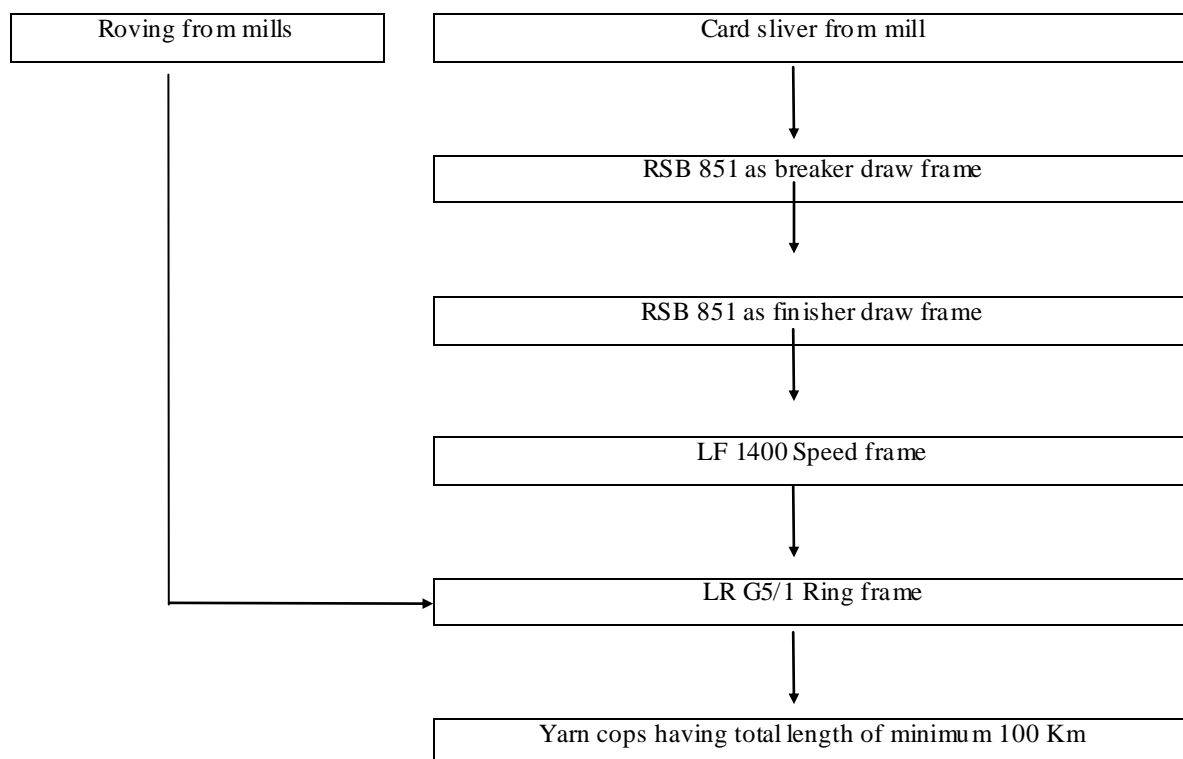 Roving from mills
Card sliver from mill
RSB 851 as breaker draw frame
RSB 851 as finisher draw frame
LF 1400 Speed frame
LR G5/1 Ring frame
Yarn cops having total length of minimum 100 Km